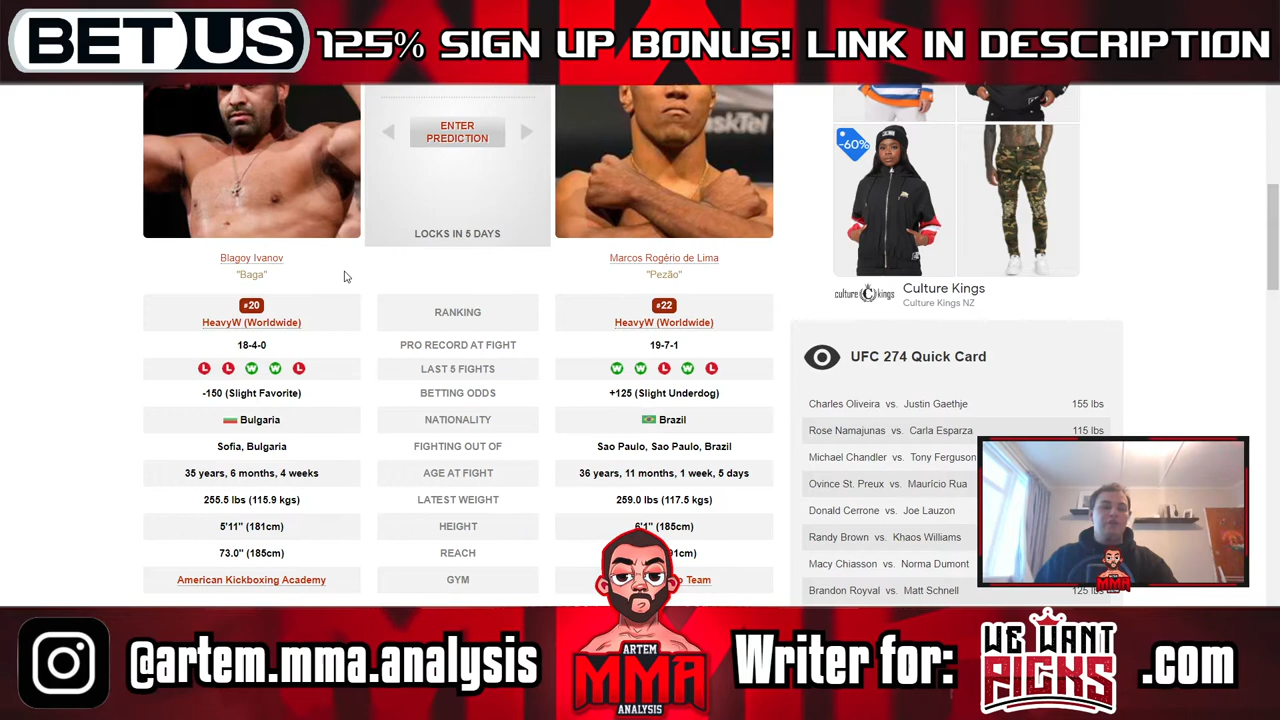 BETUS 125% SIGN UP BONUS! LINK IN DESCRIPTION
ENTER
PREDICTION
LOCKS IN 5 DAYS
-60%
Blagoy Ivanov
"Baga"
Marcos Rogério de Lima
"Pezão"
culture kings
Culture Kings
Culture Kings NZ
#20
HeavyW (Worldwide)
RANKING
#22
HeavyW (Worldwide)
18-4-0 PRO RECORD AT FIGHT 19-7-1
L L W W L LAST 5 FIGHTS W W L W L
-150 (Slight Favorite) BETTING ODDS +125 (Slight Underdog)
Bulgaria NATIONALITY Brazil
Sofia, Bulgaria FIGHTING OUT OF Sao Paulo, Sao Paulo, Brazil
35 years, 6 months, 4 weeks AGE AT FIGHT 36 years, 11 months, 1 week, 5 days
255.5 lbs (115.9 kgs) LATEST WEIGHT 259.0 lbs (117.5 kgs)
5'11" (181cm) HEIGHT 6'1" (185cm)
73.0" (185cm) REACH
American Kickboxing Academy GYM Team
UFC 274 Quick Card
Charles Oliveira vs. Justin Gaethje 155 lbs
Rose Namajunas vs. Carla Esparza 115 lbs
Michael Chandler vs. Tony Ferguson
Ovince St. Preux vs. Maurício Rua
Donald Cerrone vs. Joe Lauzon
Randy Brown vs. Khaos Williams
Macy Chiasson vs. Norma Dumont
Brandon Royval vs. Matt Schnell 125 lbs
@artem.mma.analysis
ARTEM
MMA
ANALYSIS
Writer for:
WE WANT
PICKS
.com